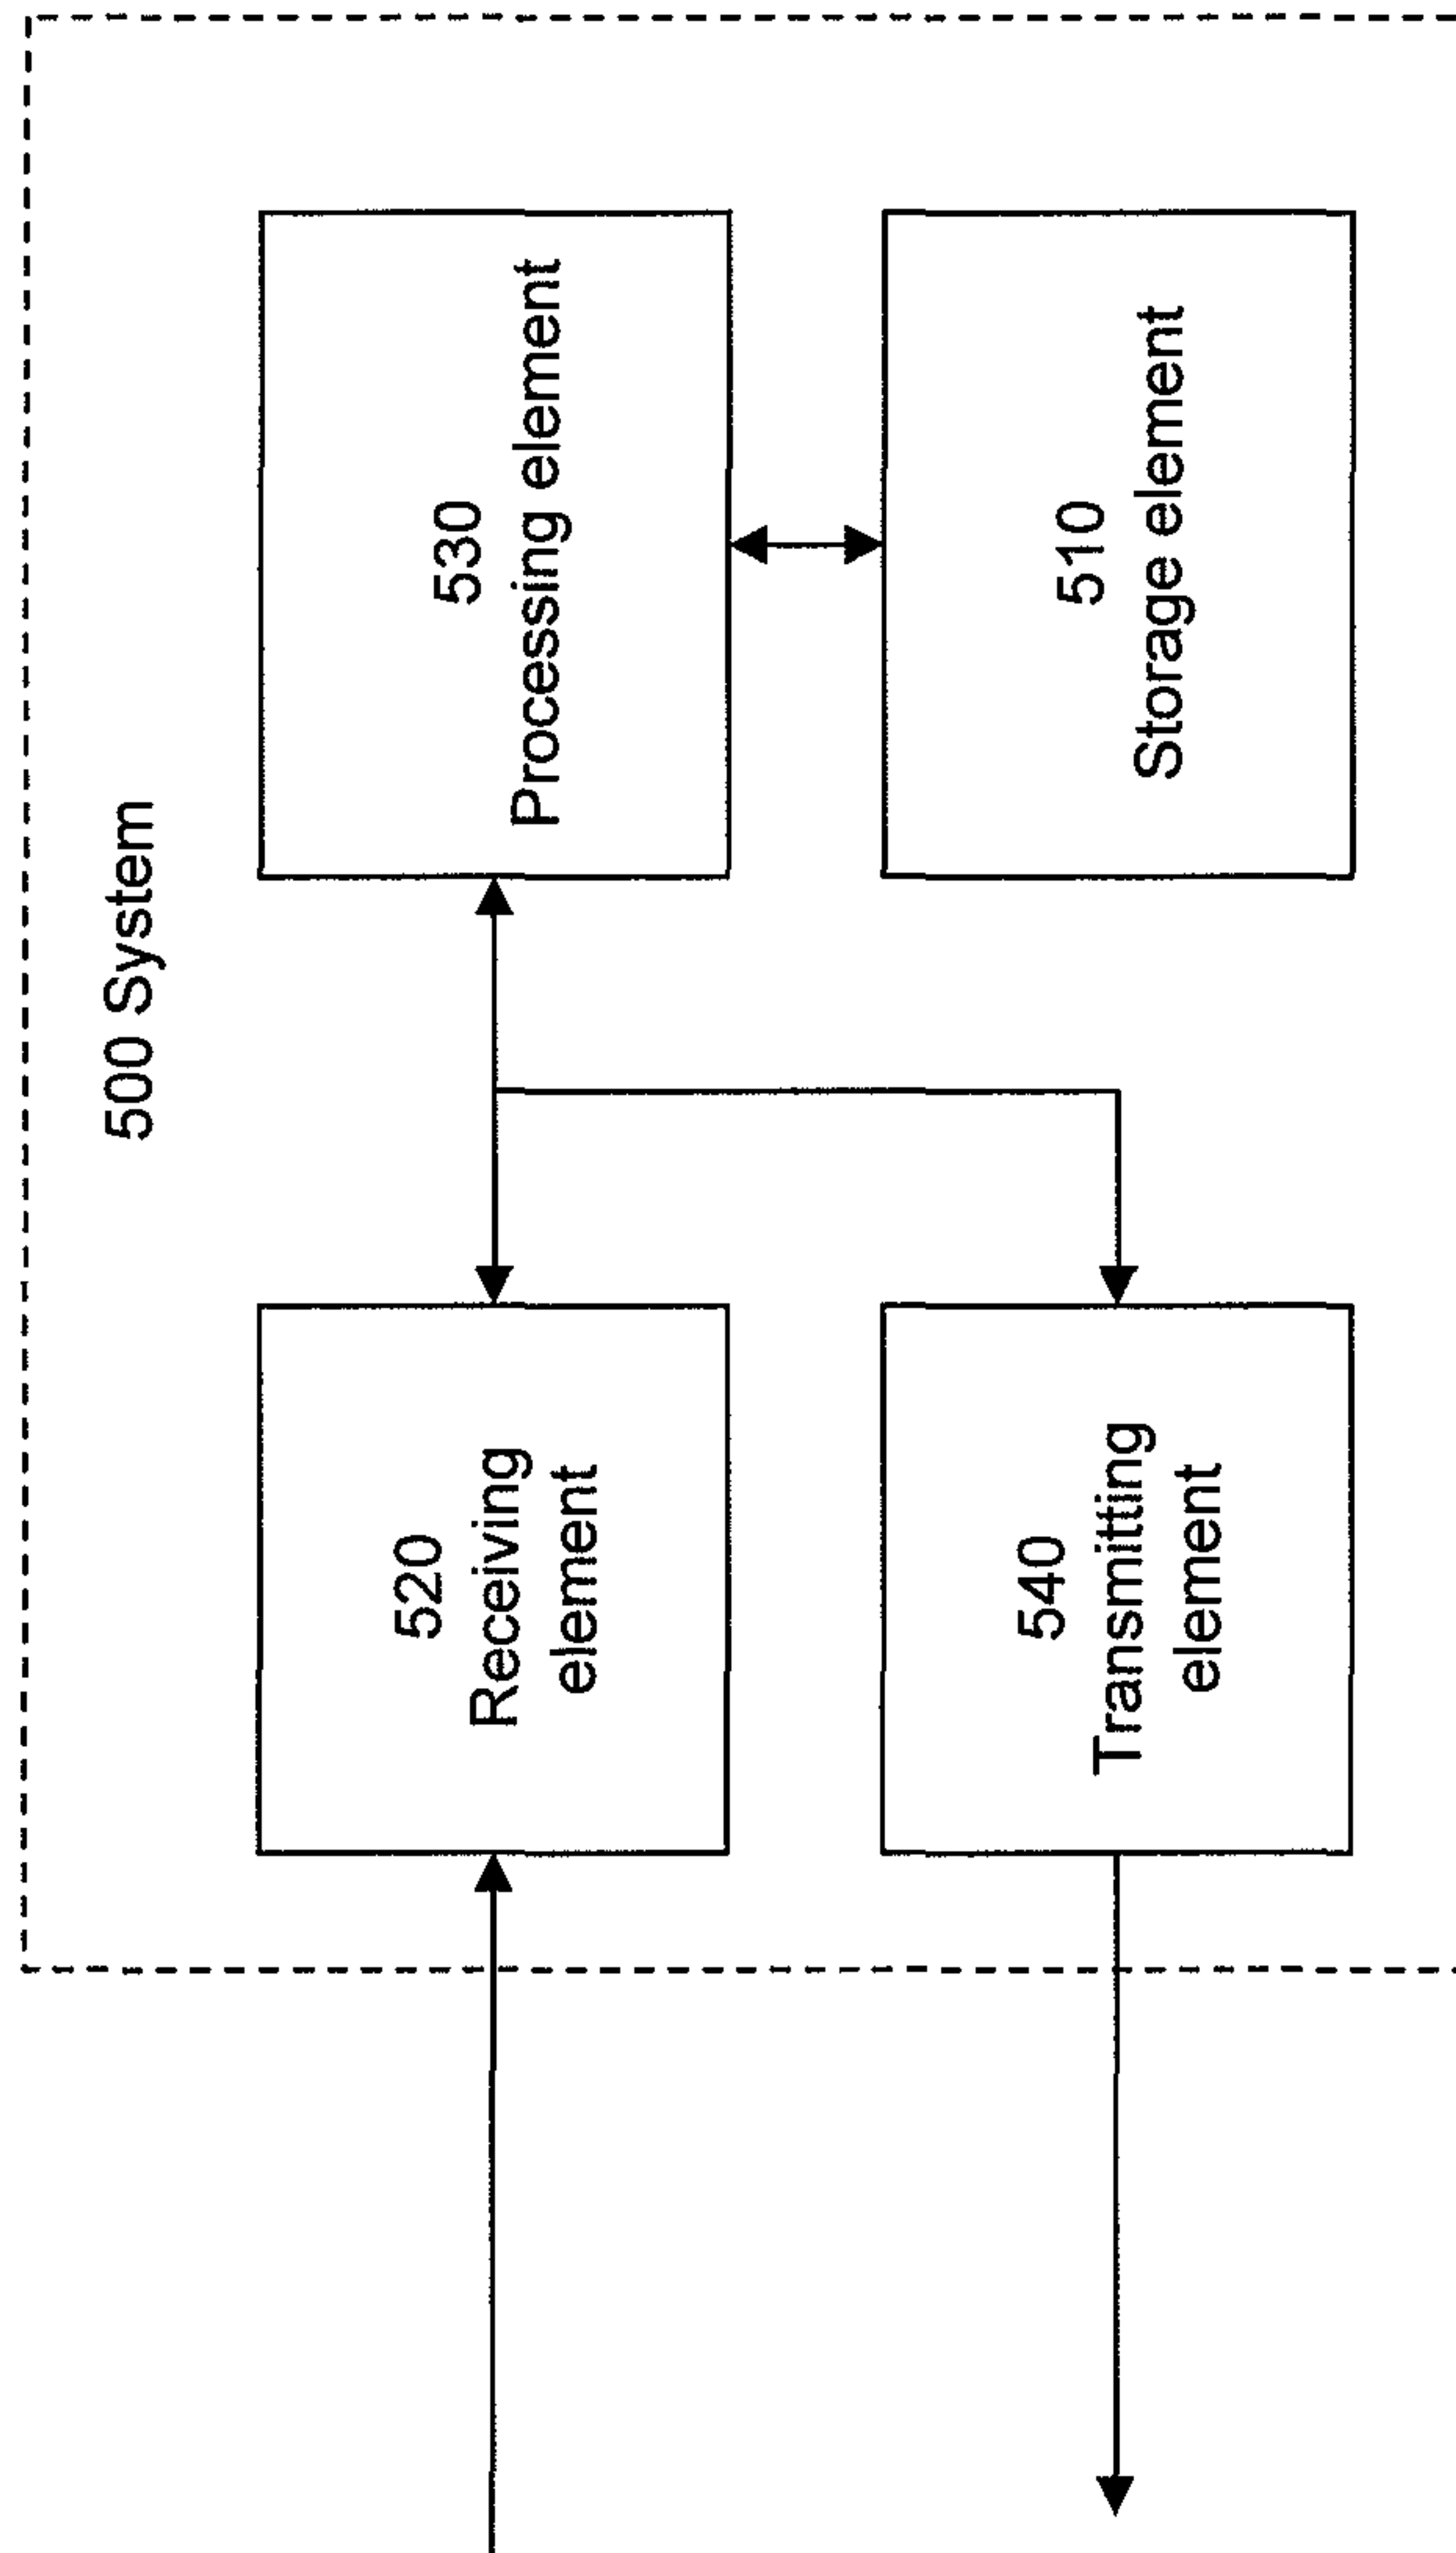 500 System
520
Receiving
element
530
Processing element
540
Transmitting
element
510
Storage element